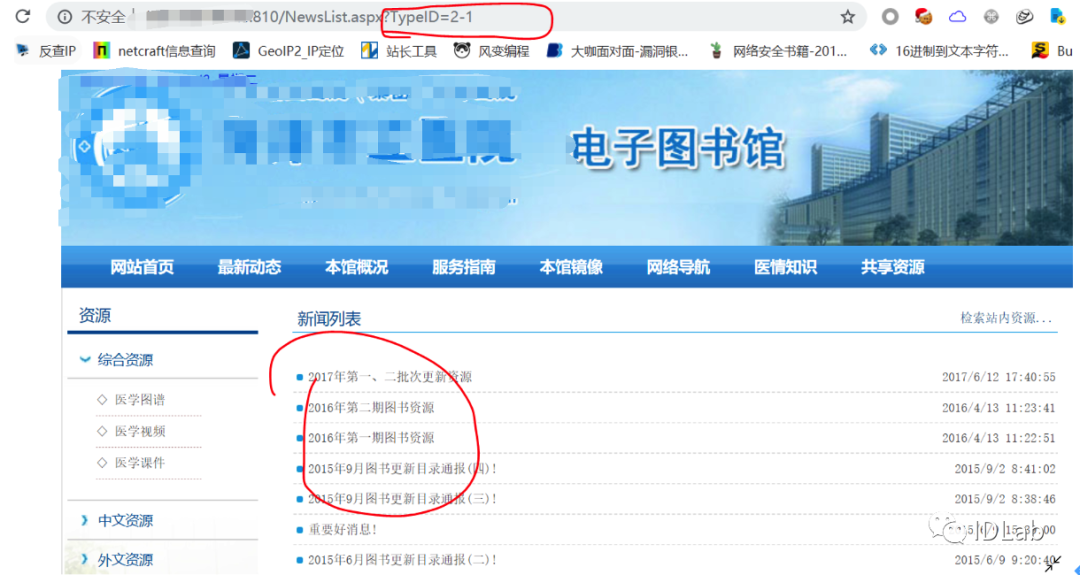 不安全 810/NewsList.aspx?TypeID=2-1
反查IP netcraft信息查询 GeoIP2_IP定位 站长工具 风变编程 大咖面对面-漏洞银... 网络安全书籍-201... 16进制到文本字符... Bu
电子图书馆
网站首页 最新动态 本馆概况 服务指南 本馆镜像 网络导航 医情知识 共享资源
资源
综合资源
医学图谱
医学视频
医学课件
中文资源
外文资源
新闻列表 检索站内资源...
2017年第一、二批次更新资源 2017/6/12 17:40:55
2016年第二期图书资源 2016/4/13 11:23:41
2016年第一期图书资源 2016/4/13 11:22:51
2015年9月图书更新目录通报(四)! 2015/9/2 8:41:02
2015年9月图书更新目录通报(三)! 2015/9/2 8:38:46
重要好消息!
2015年6月图书更新目录通报(二)! 2015/6/9 9:20:40
IDLab